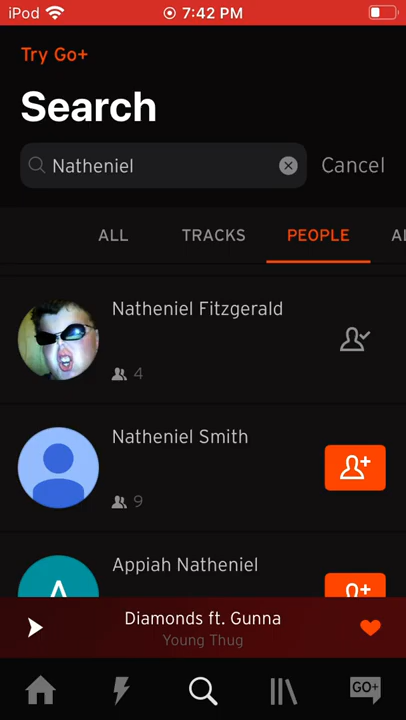 iPod 7:42 PM
Try Go+
Search
Natheniel Cancel
ALL TRACKS PEOPLE Al
Natheniel Fitzgerald
4
Natheniel Smith
9
Appiah Natheniel
A
Diamonds ft. Gunna
Young Thug
GO+